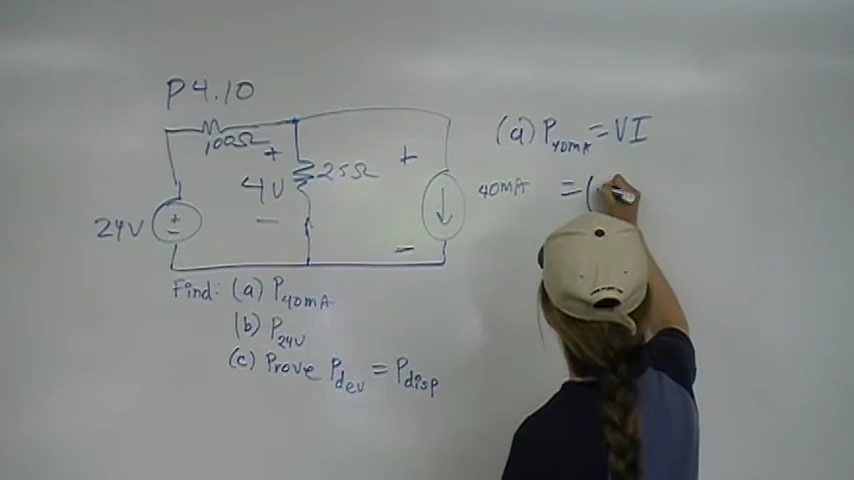 P4.10
100Ω
+
4V
-
25Ω
+
-
24V
+
-
40mA
Find: (a) P40mA
(b) P24V
(c) Prove Pdev = Pdisp
(a) P40mA = VI
= (